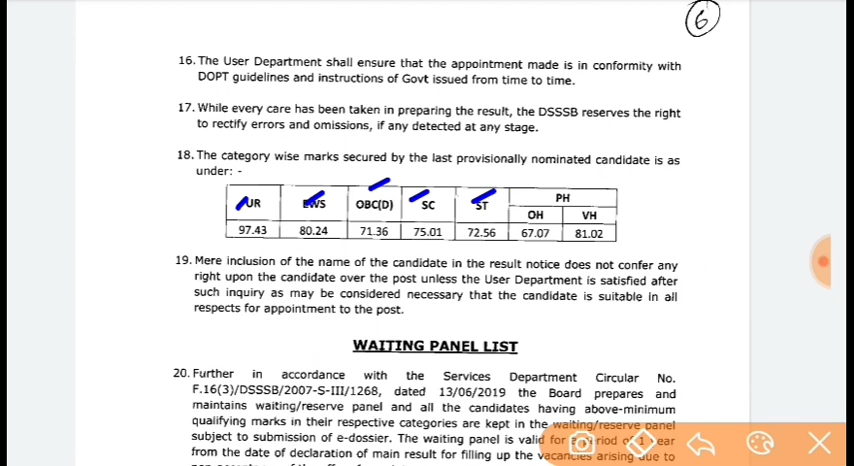 6
16. The User Department shall ensure that the appointment made is in conformity with
DOPT guidelines and instructions of Govt issued from time to time.
17. While every care has been taken in preparing the result, the DSSSB reserves the right
to rectify errors and omissions, if any detected at any stage.
18. The category wise marks secured by the last provisionally nominated candidate is as
under: -
UR EWS OBC(D) SC ST PH
OH VH
97.43 80.24 71.36 75.01 72.56 67.07 81.02
19. Mere inclusion of the name of the candidate in the result notice does not confer any
right upon the candidate over the post unless the User Department is satisfied after
such inquiry as may be considered necessary that the candidate is suitable in all
respects for appointment to the post.
WAITING PANEL LIST
20. Further in accordance with the Services Department Circular No.
F.16(3)/DSSSB/2007-S-III/1268, dated 13/06/2019 the Board prepares and
maintains waiting/reserve panel and all the candidates having above-minimum
qualifying marks in their respective categories are kept in the waiting/reserve panel
subject to submission of e-dossier. The waiting panel is valid for period of 1 year
from the date of declaration of main result for filling up the vacancies arising due to